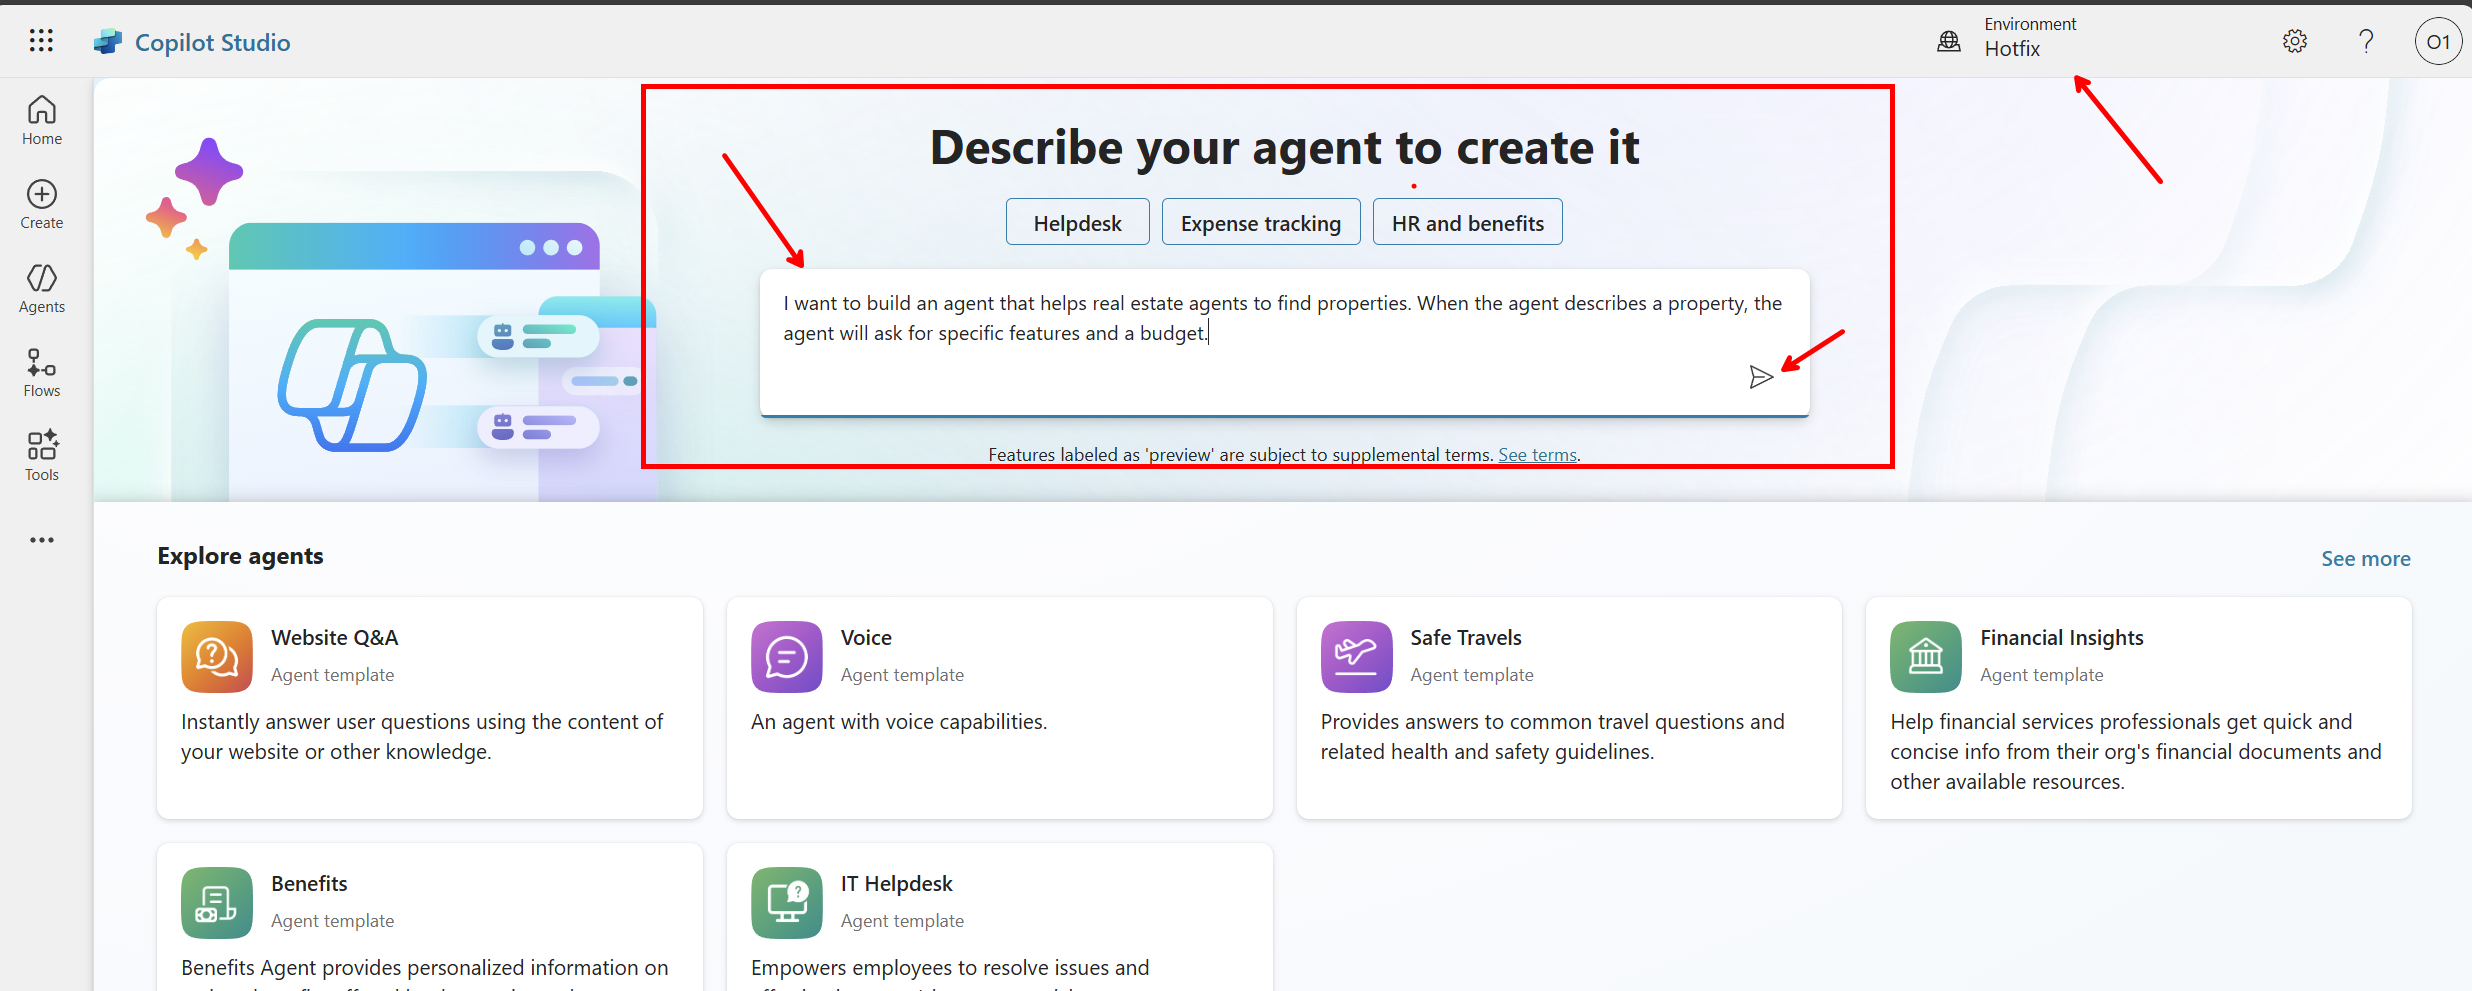 Copilot Studio
Environment
Hotfix
O1
Home
Create
Agents
Flows
Tools
Describe your agent to create it
Helpdesk
Expense tracking
HR and benefits
I want to build an agent that helps real estate agents to find properties. When the agent describes a property, the
agent will ask for specific features and a budget.
Features labeled as 'preview' are subject to supplemental terms. See terms.
Explore agents
See more
Website Q&A
Agent template
Instantly answer user questions using the content of
your website or other knowledge.
Voice
Agent template
An agent with voice capabilities.
Safe Travels
Agent template
Provides answers to common travel questions and
related health and safety guidelines.
Financial Insights
Agent template
Help financial services professionals get quick and
concise info from their org's financial documents and
other available resources.
Benefits
Agent template
Benefits Agent provides personalized information on
IT Helpdesk
Agent template
Empowers employees to resolve issues and